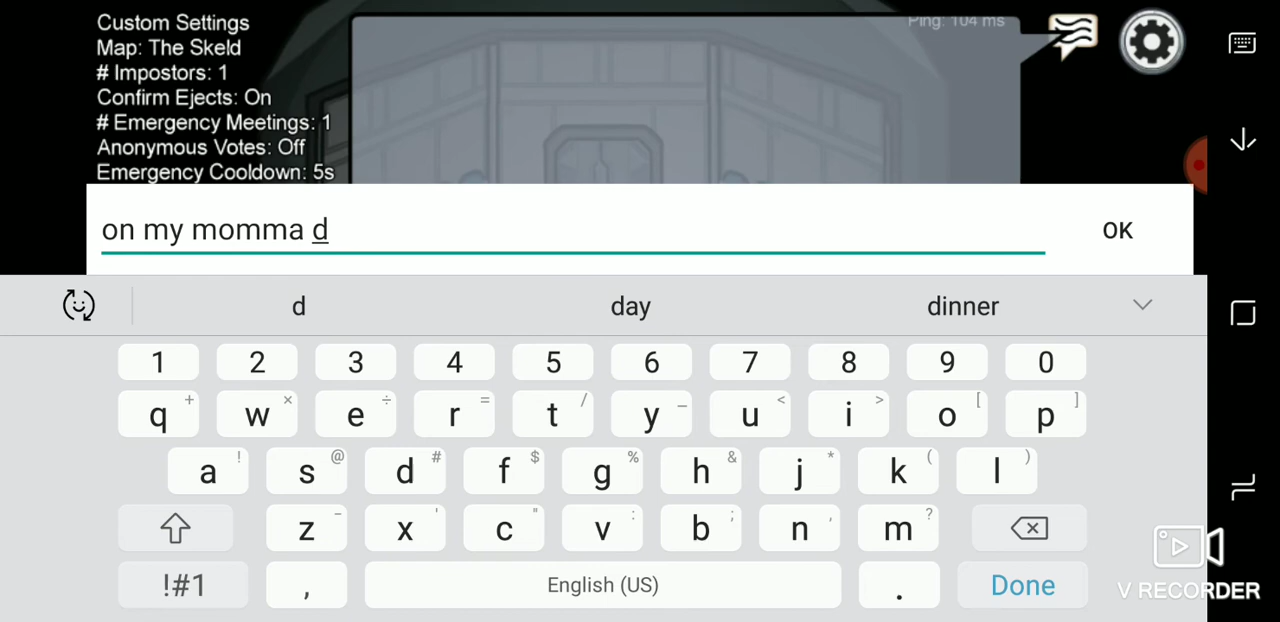 Custom Settings
Map: The Skeld
# Impostors: 1
Confirm Ejects: On
# Emergency Meetings: 1
Anonymous Votes: Off
Emergency Cooldown: 5s
Ping: 104 ms
on my momma d
OK
d day dinner
1 2 3 4 5 6 7 8 9 0
q + w × e ÷ r = t / y _ u < i > o [ p ]
a ! s @ d # f $ g % h & j * k ( l )
z - x ' c " v : b ; n , m ?
!#1 , English (US) . Done
V RECORDER